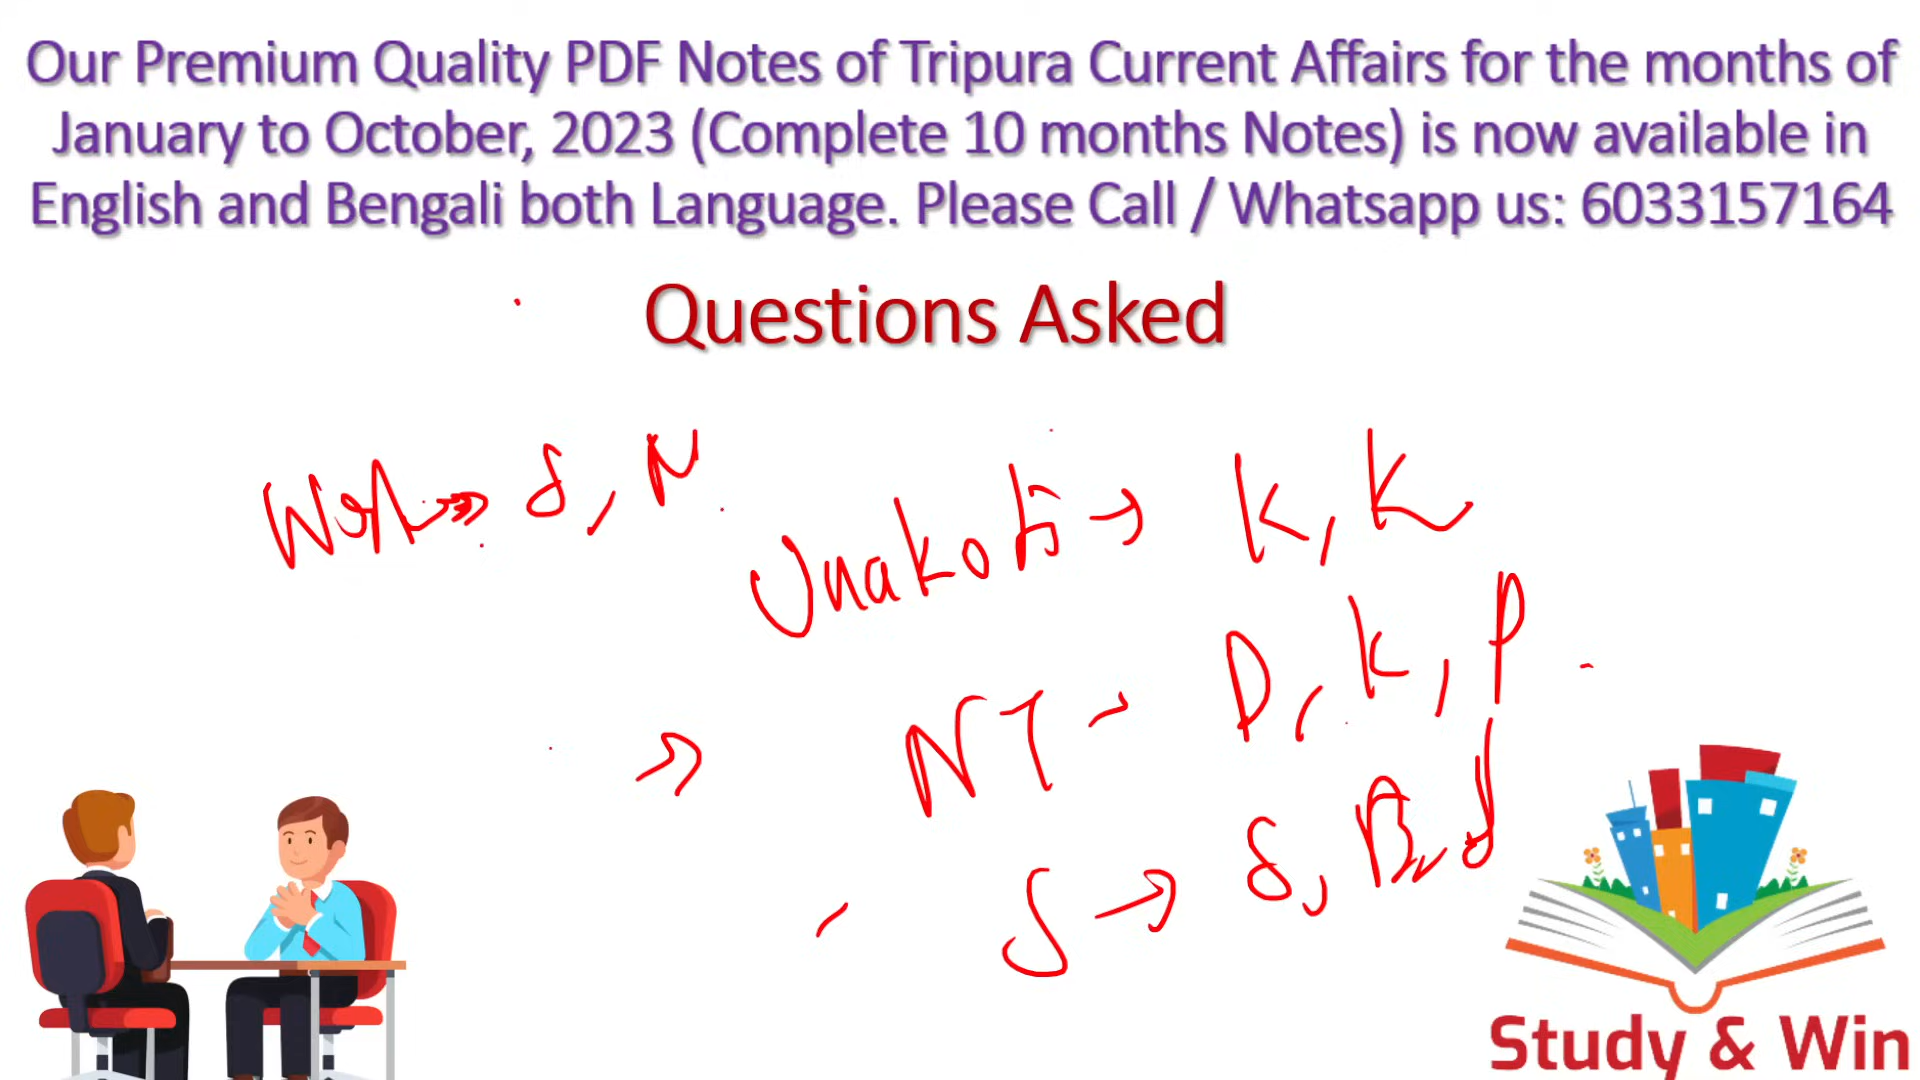 Our Premium Quality PDF Notes of Tripura Current Affairs for the months of
January to October, 2023 (Complete 10 months Notes) is now available in
English and Bengali both Language. Please Call / Whatsapp us: 6033157164
Questions Asked
West → S, N
Unakoti → K, K
NT → D, K, P
S → S, B, S
Study & Win